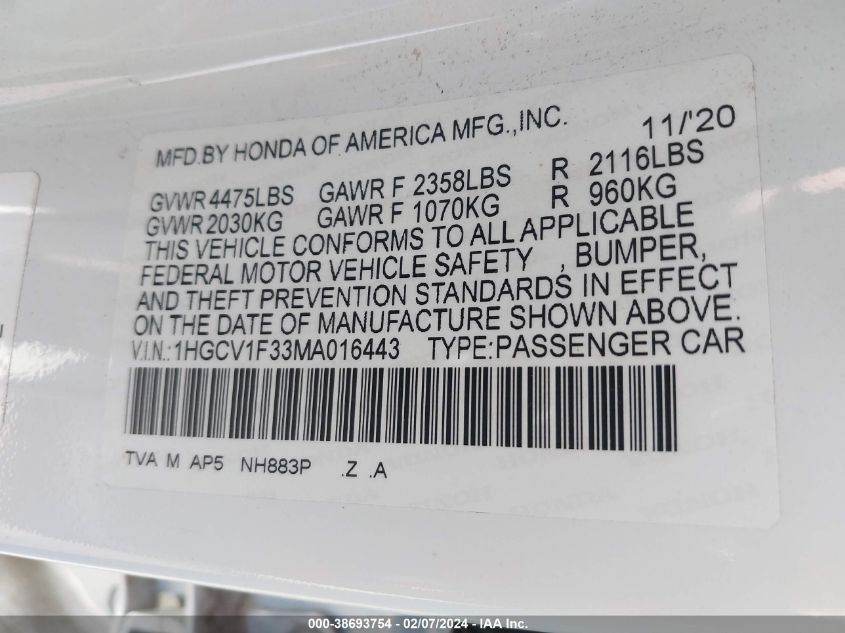 MFD.BY HONDA OF AMERICA MFG.,INC. 11/'20
GVWR 4475LBS GAWR F 2358LBS R 2116LBS
GVWR 2030KG GAWR F 1070KG R 960KG
THIS VEHICLE CONFORMS TO ALL APPLICABLE
FEDERAL MOTOR VEHICLE SAFETY , BUMPER,
AND THEFT PREVENTION STANDARDS IN EFFECT
ON THE DATE OF MANUFACTURE SHOWN ABOVE.
V.I.N.:1HGCV1F33MA016443 TYPE:PASSENGER CAR
TVA M AP5 NH883P .Z .A
000-38693754 - 02/07/2024 - IAA Inc.